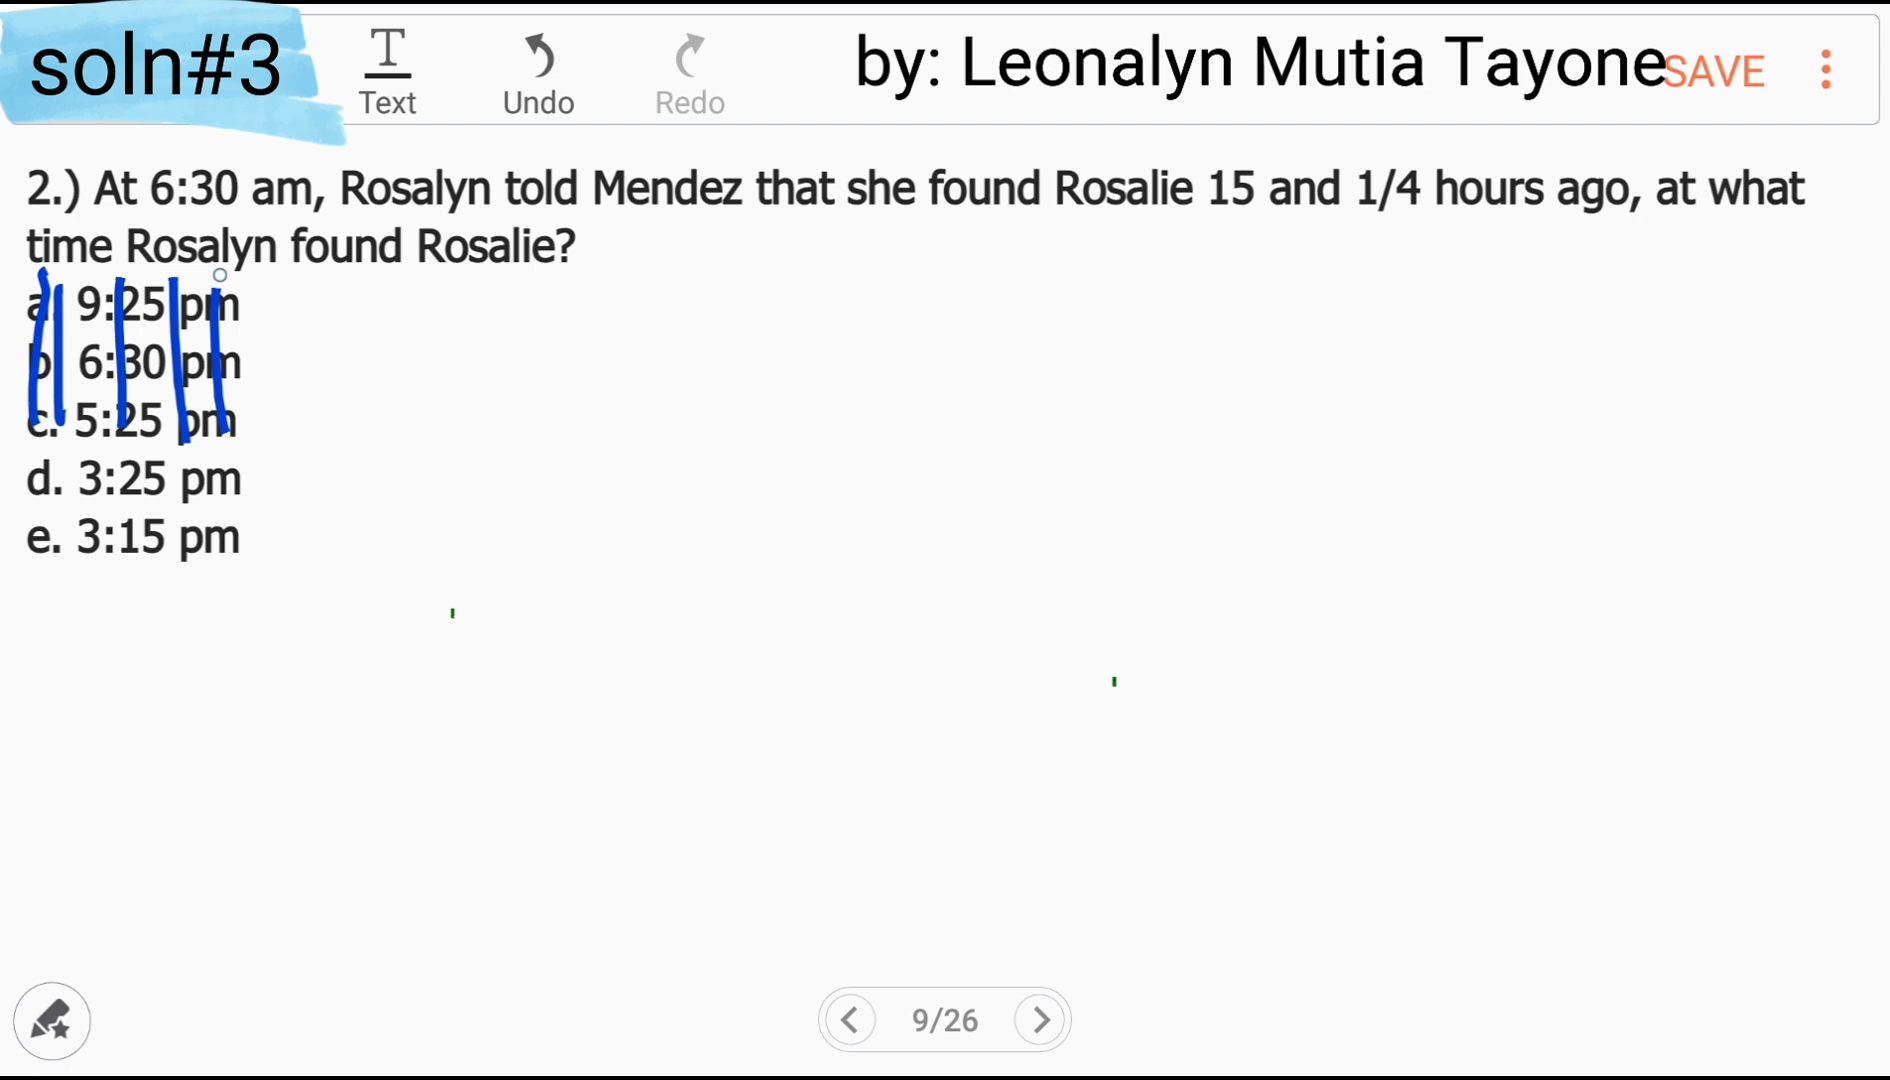 soln#3
Text
Undo
Redo
by: Leonalyn Mutia Tayone
SAVE
2.) At 6:30 am, Rosalyn told Mendez that she found Rosalie 15 and 1/4 hours ago, at what
time Rosalyn found Rosalie?
a. 9:25 pm
b. 6:30 pm
c. 5:25 pm
d. 3:25 pm
e. 3:15 pm
9/26